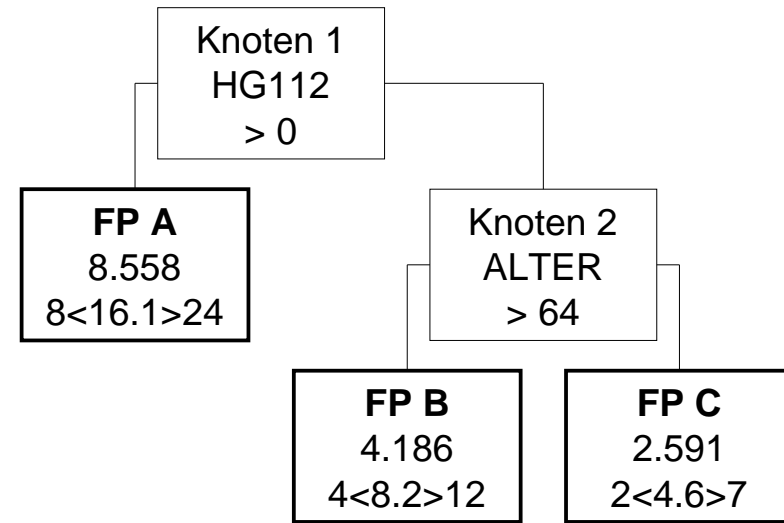 Knoten 1
HG112
> 0
FP A
8.558
8<16.1>24
Knoten 2
ALTER
> 64
FP B
4.186
4<8.2>12
FP C
2.591
2<4.6>7